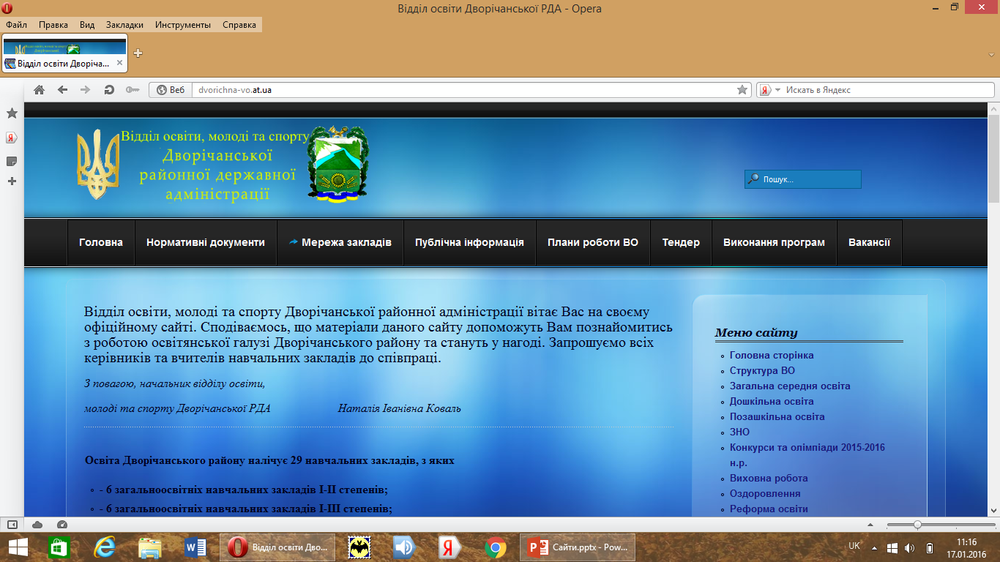 Відділ освіти Дворічанської РДА - Opera
Файл Правка Вид Закладки Инструменты Справка
Відділ освіти Дворіча...
Веб dvorichna-vo.at.ua Искать в Яндекс
Відділ освіти, молоді та спорту
Дворічанської
районної державної
адміністрації
Пошук...
Головна Нормативні документи Мережа закладів Публічна інформація Плани роботи ВО Тендер Виконання програм Вакансії
Відділ освіти, молоді та спорту Дворічанської районної адміністрації вітає Вас на своєму
офіційному сайті. Сподіваємось, що матеріали даного сайту допоможуть Вам познайомитись
з роботою освітянської галузі Дворічанського району та стануть у нагоді. Запрошуємо всіх
керівників та вчителів навчальних закладів до співпраці.
З повагою, начальник відділу освіти,
молоді та спорту Дворічанської РДА Наталія Іванівна Коваль
Освіта Дворічанського району налічує 29 навчальних закладів, з яких
- 6 загальноосвітніх навчальних закладів І-ІІ степенів;
- 6 загальноосвітніх навчальних закладів І-ІІІ степенів;
Меню сайту
Головна сторінка
Структура ВО
Загальна середня освіта
Дошкільна освіта
Позашкільна освіта
ЗНО
Конкурси та олімпіади 2015-2016
н.р.
Виховна робота
Оздоровлення
Реформа освіти
Відділ освіти Дво... Сайти.pptx - Pow... UK 11:16
17.01.2016